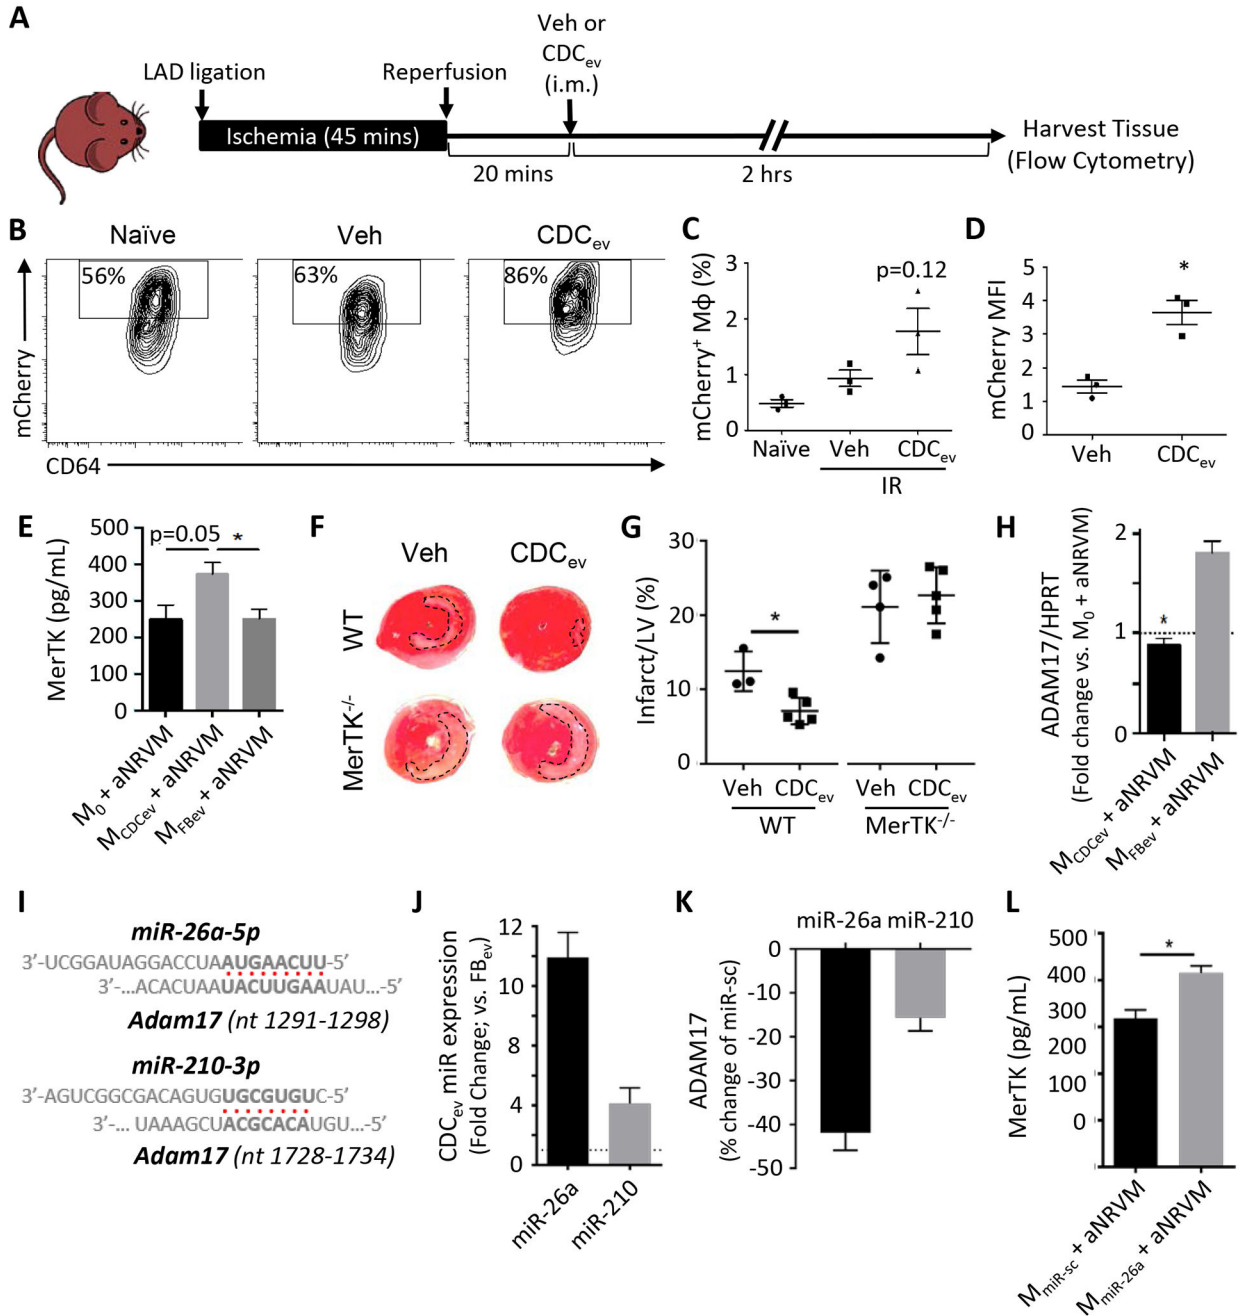 A
LAD ligation
Reperfusion
Veh or
CDCev
(i.m.)
Ischemia (45 mins)
20 mins
2 hrs
Harvest Tissue
(Flow Cytometry)
B
Naïve
Veh
CDCev
56%
63%
86%
mCherry
CD64
C
mCherry+ Mϕ (%)
3
2
1
0
p=0.12
Naïve
Veh
CDCev
IR
D
mCherry MFI
5
4
3
2
1
0
*
Veh
CDCev
E
MerTK (pg/mL)
500
400
300
200
100
0
p=0.05
*
M0 + aNRVM
MCDCev + aNRVM
MFBev + aNRVM
F
Veh
CDCev
WT
MerTK-/-
G
Infarct/LV (%)
30
20
10
0
*
Veh CDCev
WT
Veh CDCev
MerTK-/-
H
ADAM17/HPRT
(Fold change vs. M0 + aNRVM)
2
1
0
*
MCDCev + aNRVM
MFBev + aNRVM
I
miR-26a-5p
3’-UCGGAUAGGACCUAAUGAACUU-5’
3’-...ACACUAAUACUUGAAUAU...-5’
Adam17 (nt 1291-1298)
miR-210-3p
3’-AGUCGGCGACAGUGUGCGUGUC-5’
3’-... UAAAGCUACGCACAUGU...-5’
Adam17 (nt 1728-1734)
J
CDCev miR expression
(Fold Change; vs. FBev)
12
10
8
6
4
2
0
miR-26a
miR-210
K
miR-26a miR-210
ADAM17
(% change of miR-sc)
0
-10
-20
-30
-40
-50
L
MerTK (pg/mL)
500
400
300
200
100
0
*
MmiR-sc + aNRVM
MmiR-26a + aNRVM